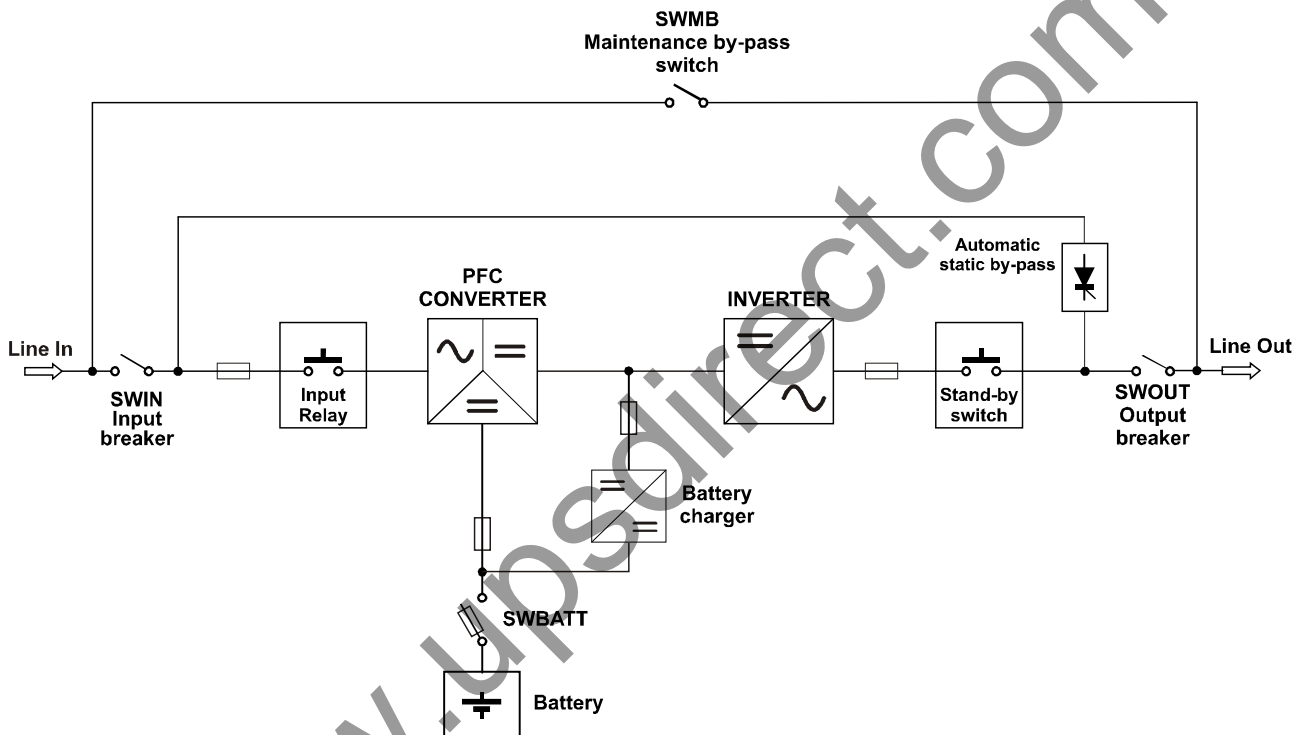 SWMB
Maintenance by-pass
switch
Automatic
static by-pass
PFC
CONVERTER
INVERTER
Line In
Line Out
SWIN
Input
breaker
Input
Relay
Stand-by
switch
SWOUT
Output
breaker
Battery
charger
SWBATT
Battery
w.upsdirect.com